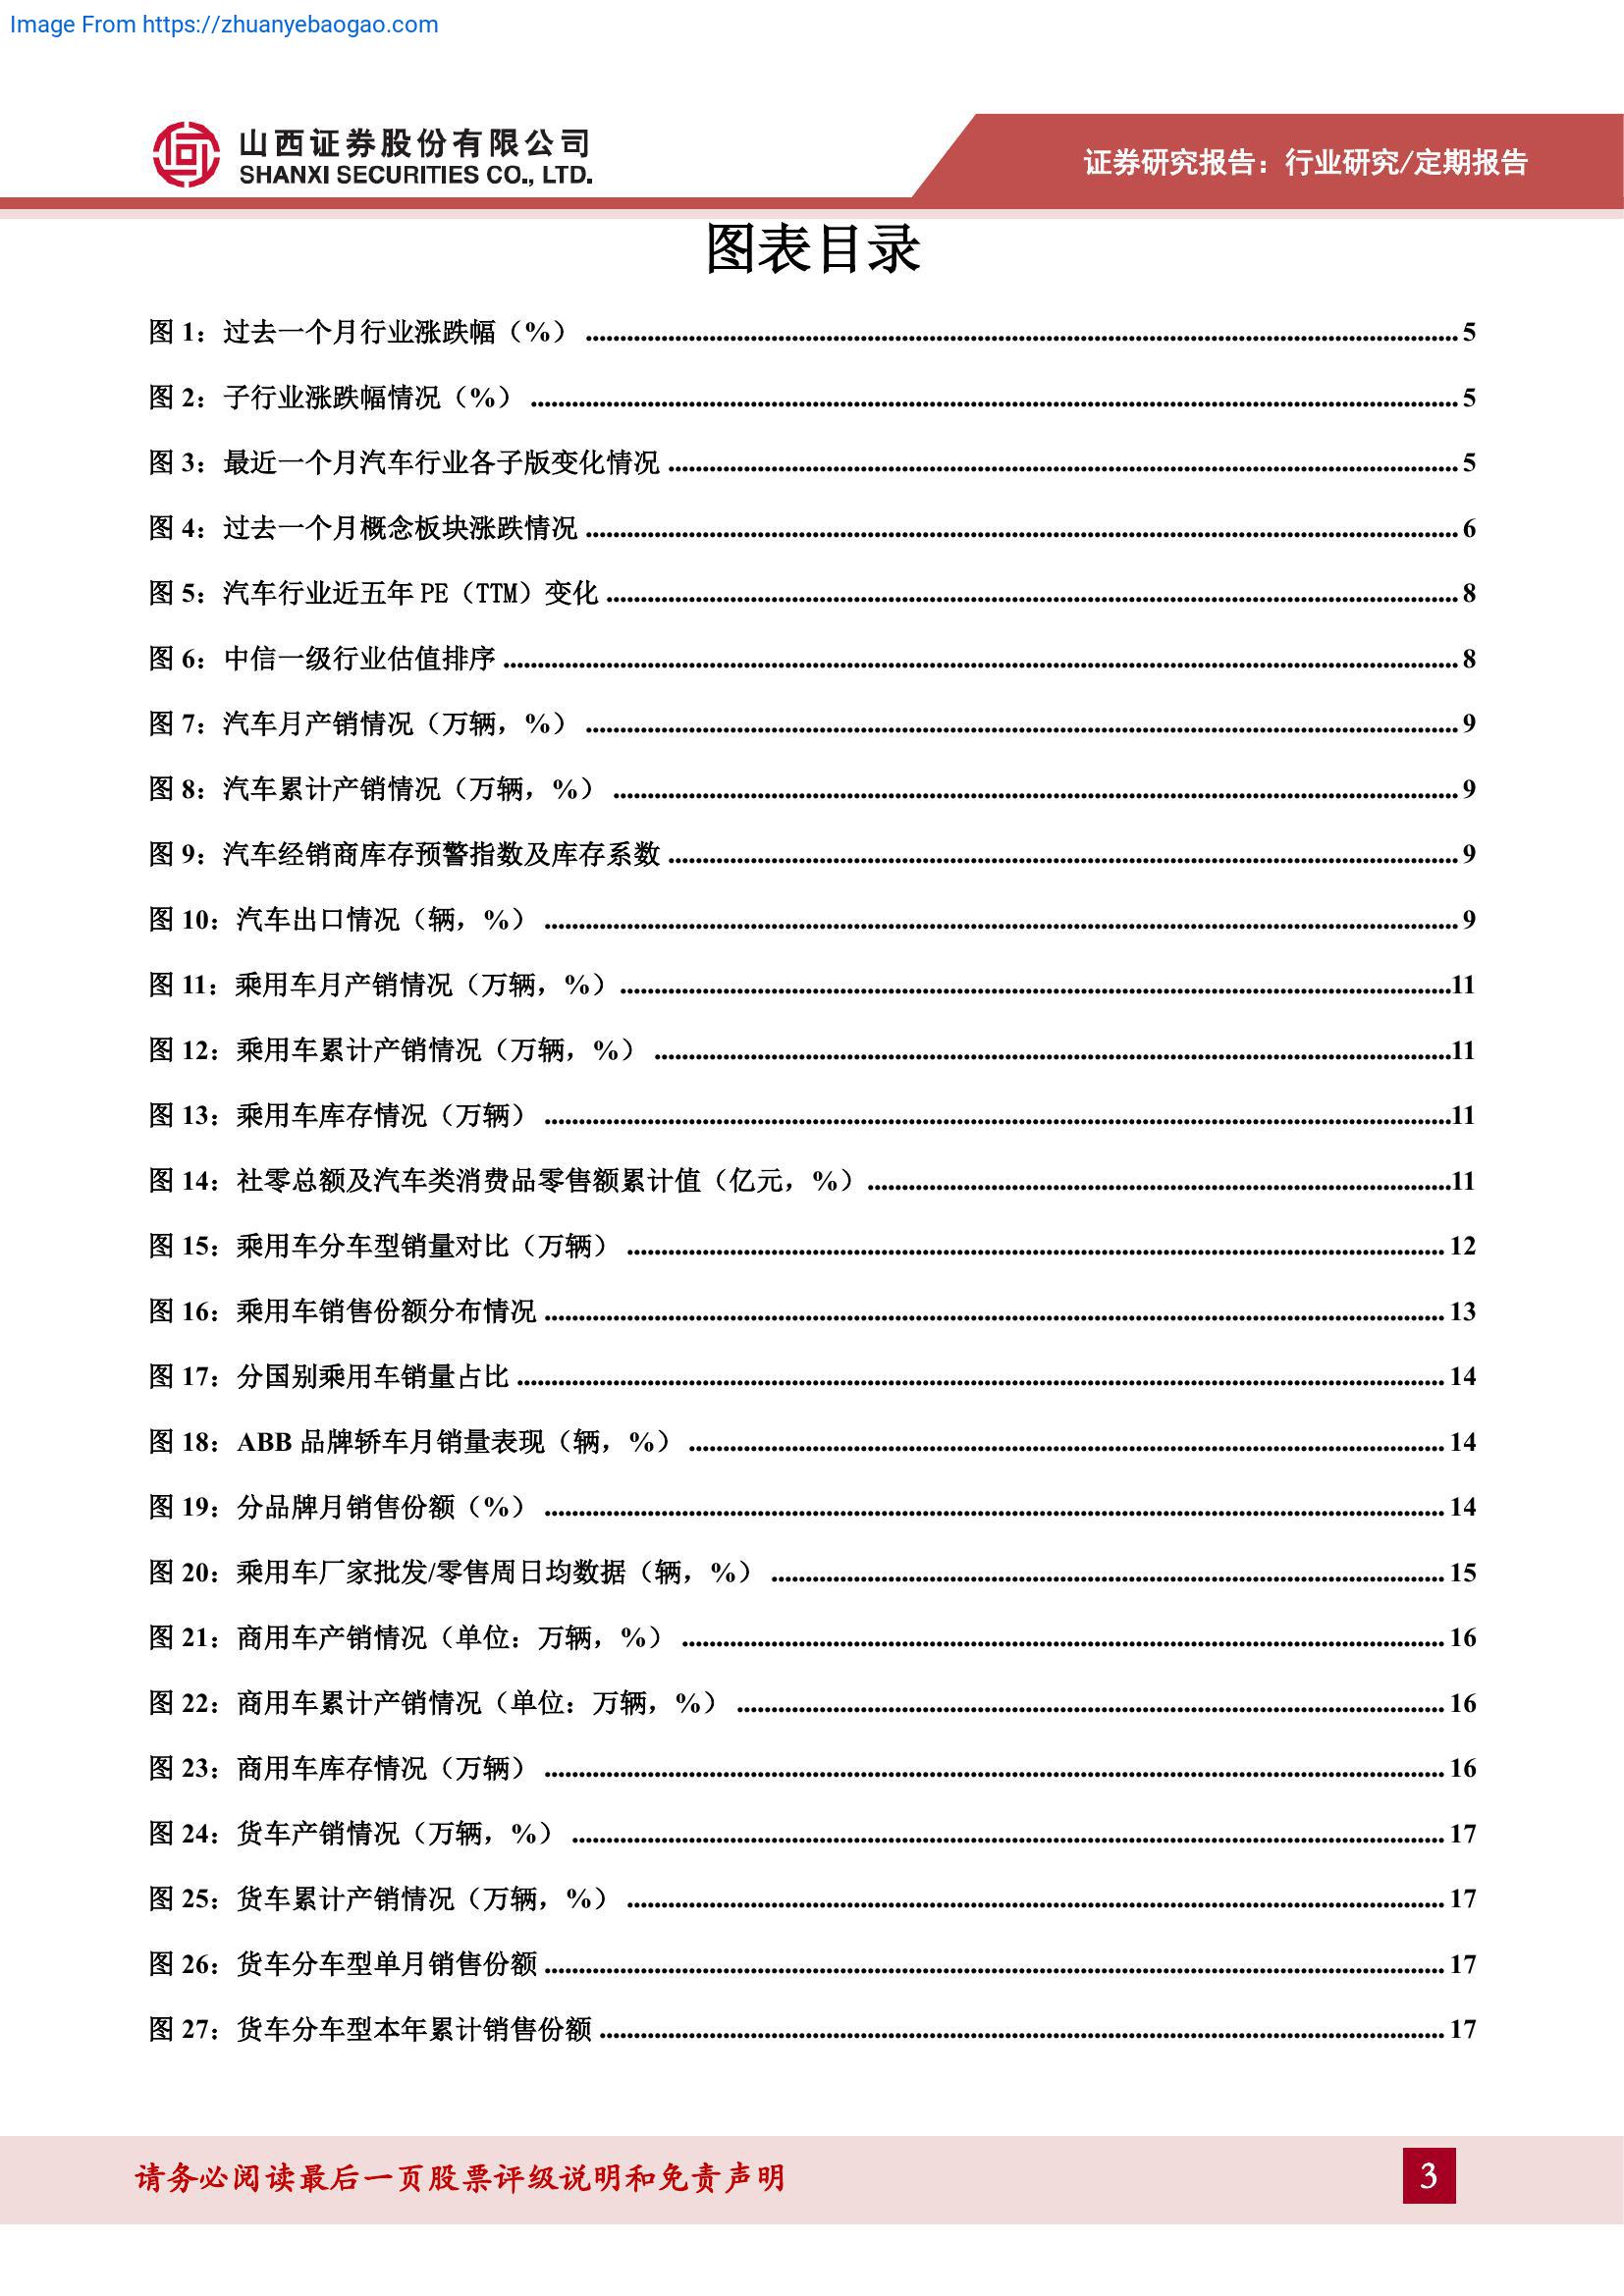 Image From https://zhuanyebaogao.com
山西证券股份有限公司
SHANXI SECURITIES CO., LTD.
证券研究报告：行业研究/定期报告
图表目录
图 1：过去一个月行业涨跌幅（%） 5
图 2：子行业涨跌幅情况（%） 5
图 3：最近一个月汽车行业各子版变化情况 5
图 4：过去一个月概念板块涨跌情况 6
图 5：汽车行业近五年 PE（TTM）变化 8
图 6：中信一级行业估值排序 8
图 7：汽车月产销情况（万辆，%） 9
图 8：汽车累计产销情况（万辆，%） 9
图 9：汽车经销商库存预警指数及库存系数 9
图 10：汽车出口情况（辆，%） 9
图 11：乘用车月产销情况（万辆，%） 11
图 12：乘用车累计产销情况（万辆，%） 11
图 13：乘用车库存情况（万辆） 11
图 14：社零总额及汽车类消费品零售额累计值（亿元，%） 11
图 15：乘用车分车型销量对比（万辆） 12
图 16：乘用车销售份额分布情况 13
图 17：分国别乘用车销量占比 14
图 18：ABB 品牌轿车月销量表现（辆，%） 14
图 19：分品牌月销售份额（%） 14
图 20：乘用车厂家批发/零售周日均数据（辆，%） 15
图 21：商用车产销情况（单位：万辆，%） 16
图 22：商用车累计产销情况（单位：万辆，%） 16
图 23：商用车库存情况（万辆） 16
图 24：货车产销情况（万辆，%） 17
图 25：货车累计产销情况（万辆，%） 17
图 26：货车分车型单月销售份额 17
图 27：货车分车型本年累计销售份额 17
请务必阅读最后一页股票评级说明和免责声明
3